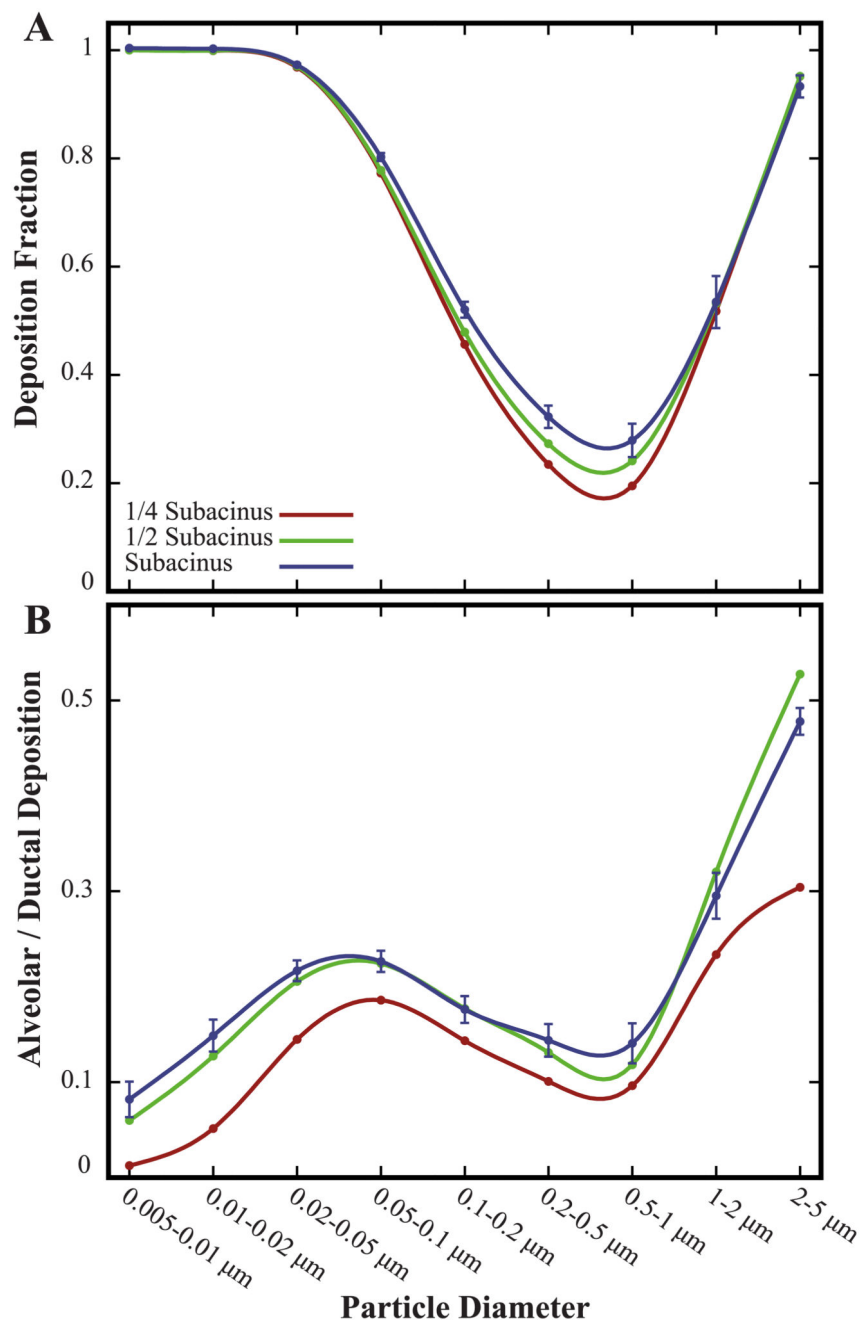 A
1
0.8
0.6
0.4
0.2
0
Deposition Fraction
1/4 Subacinus
1/2 Subacinus
Subacinus
B
0.5
0.3
0.1
0
Alveolar / Ductal Deposition
0.005-0.01 μm
0.01-0.02 μm
0.02-0.05 μm
0.05-0.1 μm
0.1-0.2 μm
0.2-0.5 μm
0.5-1 μm
1-2 μm
2-5 μm
Particle Diameter